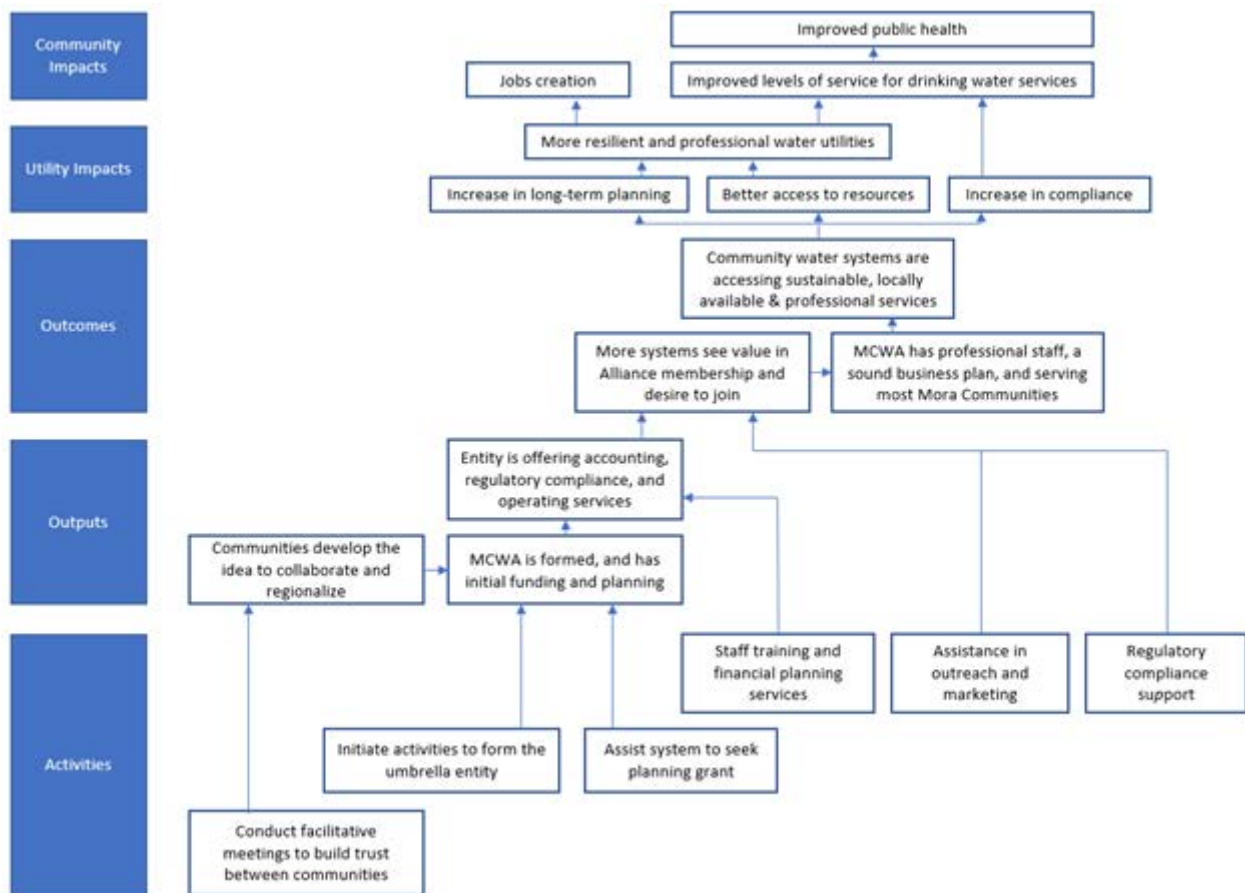 Community
Impacts
Improved public health
Jobs creation
Improved levels of service for drinking water services
Utility Impacts
More resilient and professional water utilities
Increase in long-term planning
Better access to resources
Increase in compliance
Outcomes
Community water systems are
accessing sustainable, locally
available & professional services
More systems see value in
Alliance membership and
desire to join
MCWA has professional staff, a
sound business plan, and serving
most Mora Communities
Outputs
Entity is offering accounting,
regulatory compliance, and
operating services
Communities develop the
idea to collaborate and
regionalize
MCWA is formed, and has
initial funding and planning
Activities
Staff training and
financial planning
services
Assistance in
outreach and
marketing
Regulatory
compliance
support
Initiate activities to form the
umbrella entity
Assist system to seek
planning grant
Conduct facilitative
meetings to build trust
between communities